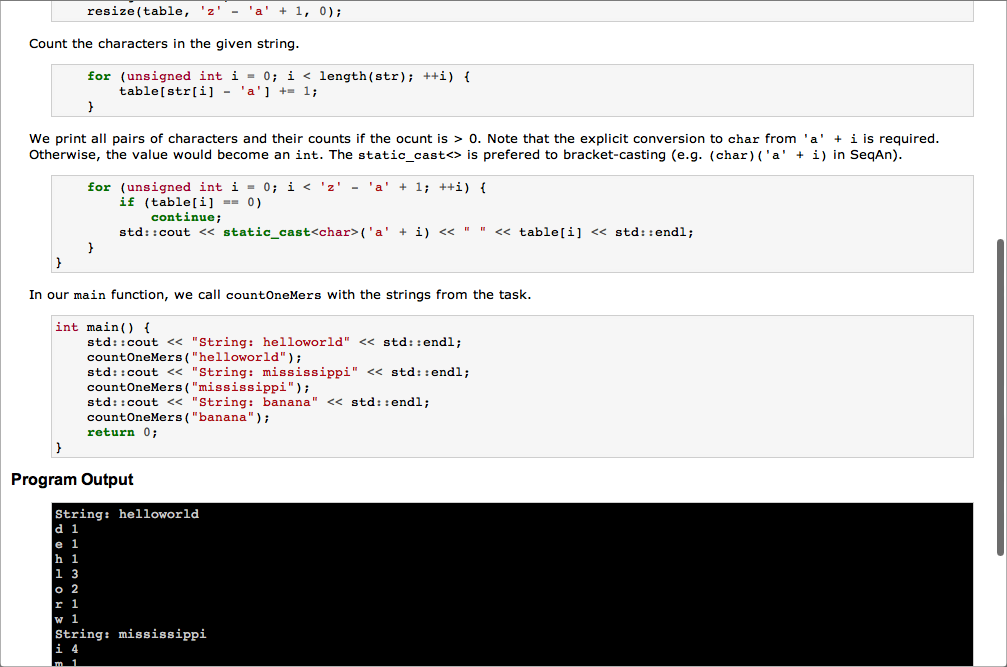 resize(table, 'z' - 'a' + 1, 0);
Count the characters in the given string.
for (unsigned int i = 0; i < length(str); ++i) {
table[str[i] - 'a'] += 1;
}
We print all pairs of characters and their counts if the ocunt is > 0. Note that the explicit conversion to char from 'a' + i is required.
Otherwise, the value would become an int. The static_cast<> is prefered to bracket-casting (e.g. (char)('a' + i) in SeqAn).
for (unsigned int i = 0; i < 'z' - 'a' + 1; ++i) {
if (table[i] == 0)
continue;
std::cout << static_cast<char>('a' + i) << " " << table[i] << std::endl;
}
}
In our main function, we call countOneMers with the strings from the task.
int main() {
std::cout << "String: helloworld" << std::endl;
countOneMers("helloworld");
std::cout << "String: mississippi" << std::endl;
countOneMers("mississippi");
std::cout << "String: banana" << std::endl;
countOneMers("banana");
return 0;
}
Program Output
String: helloworld
d 1
e 1
h 1
l 3
o 2
r 1
w 1
String: mississippi
i 4
m 1